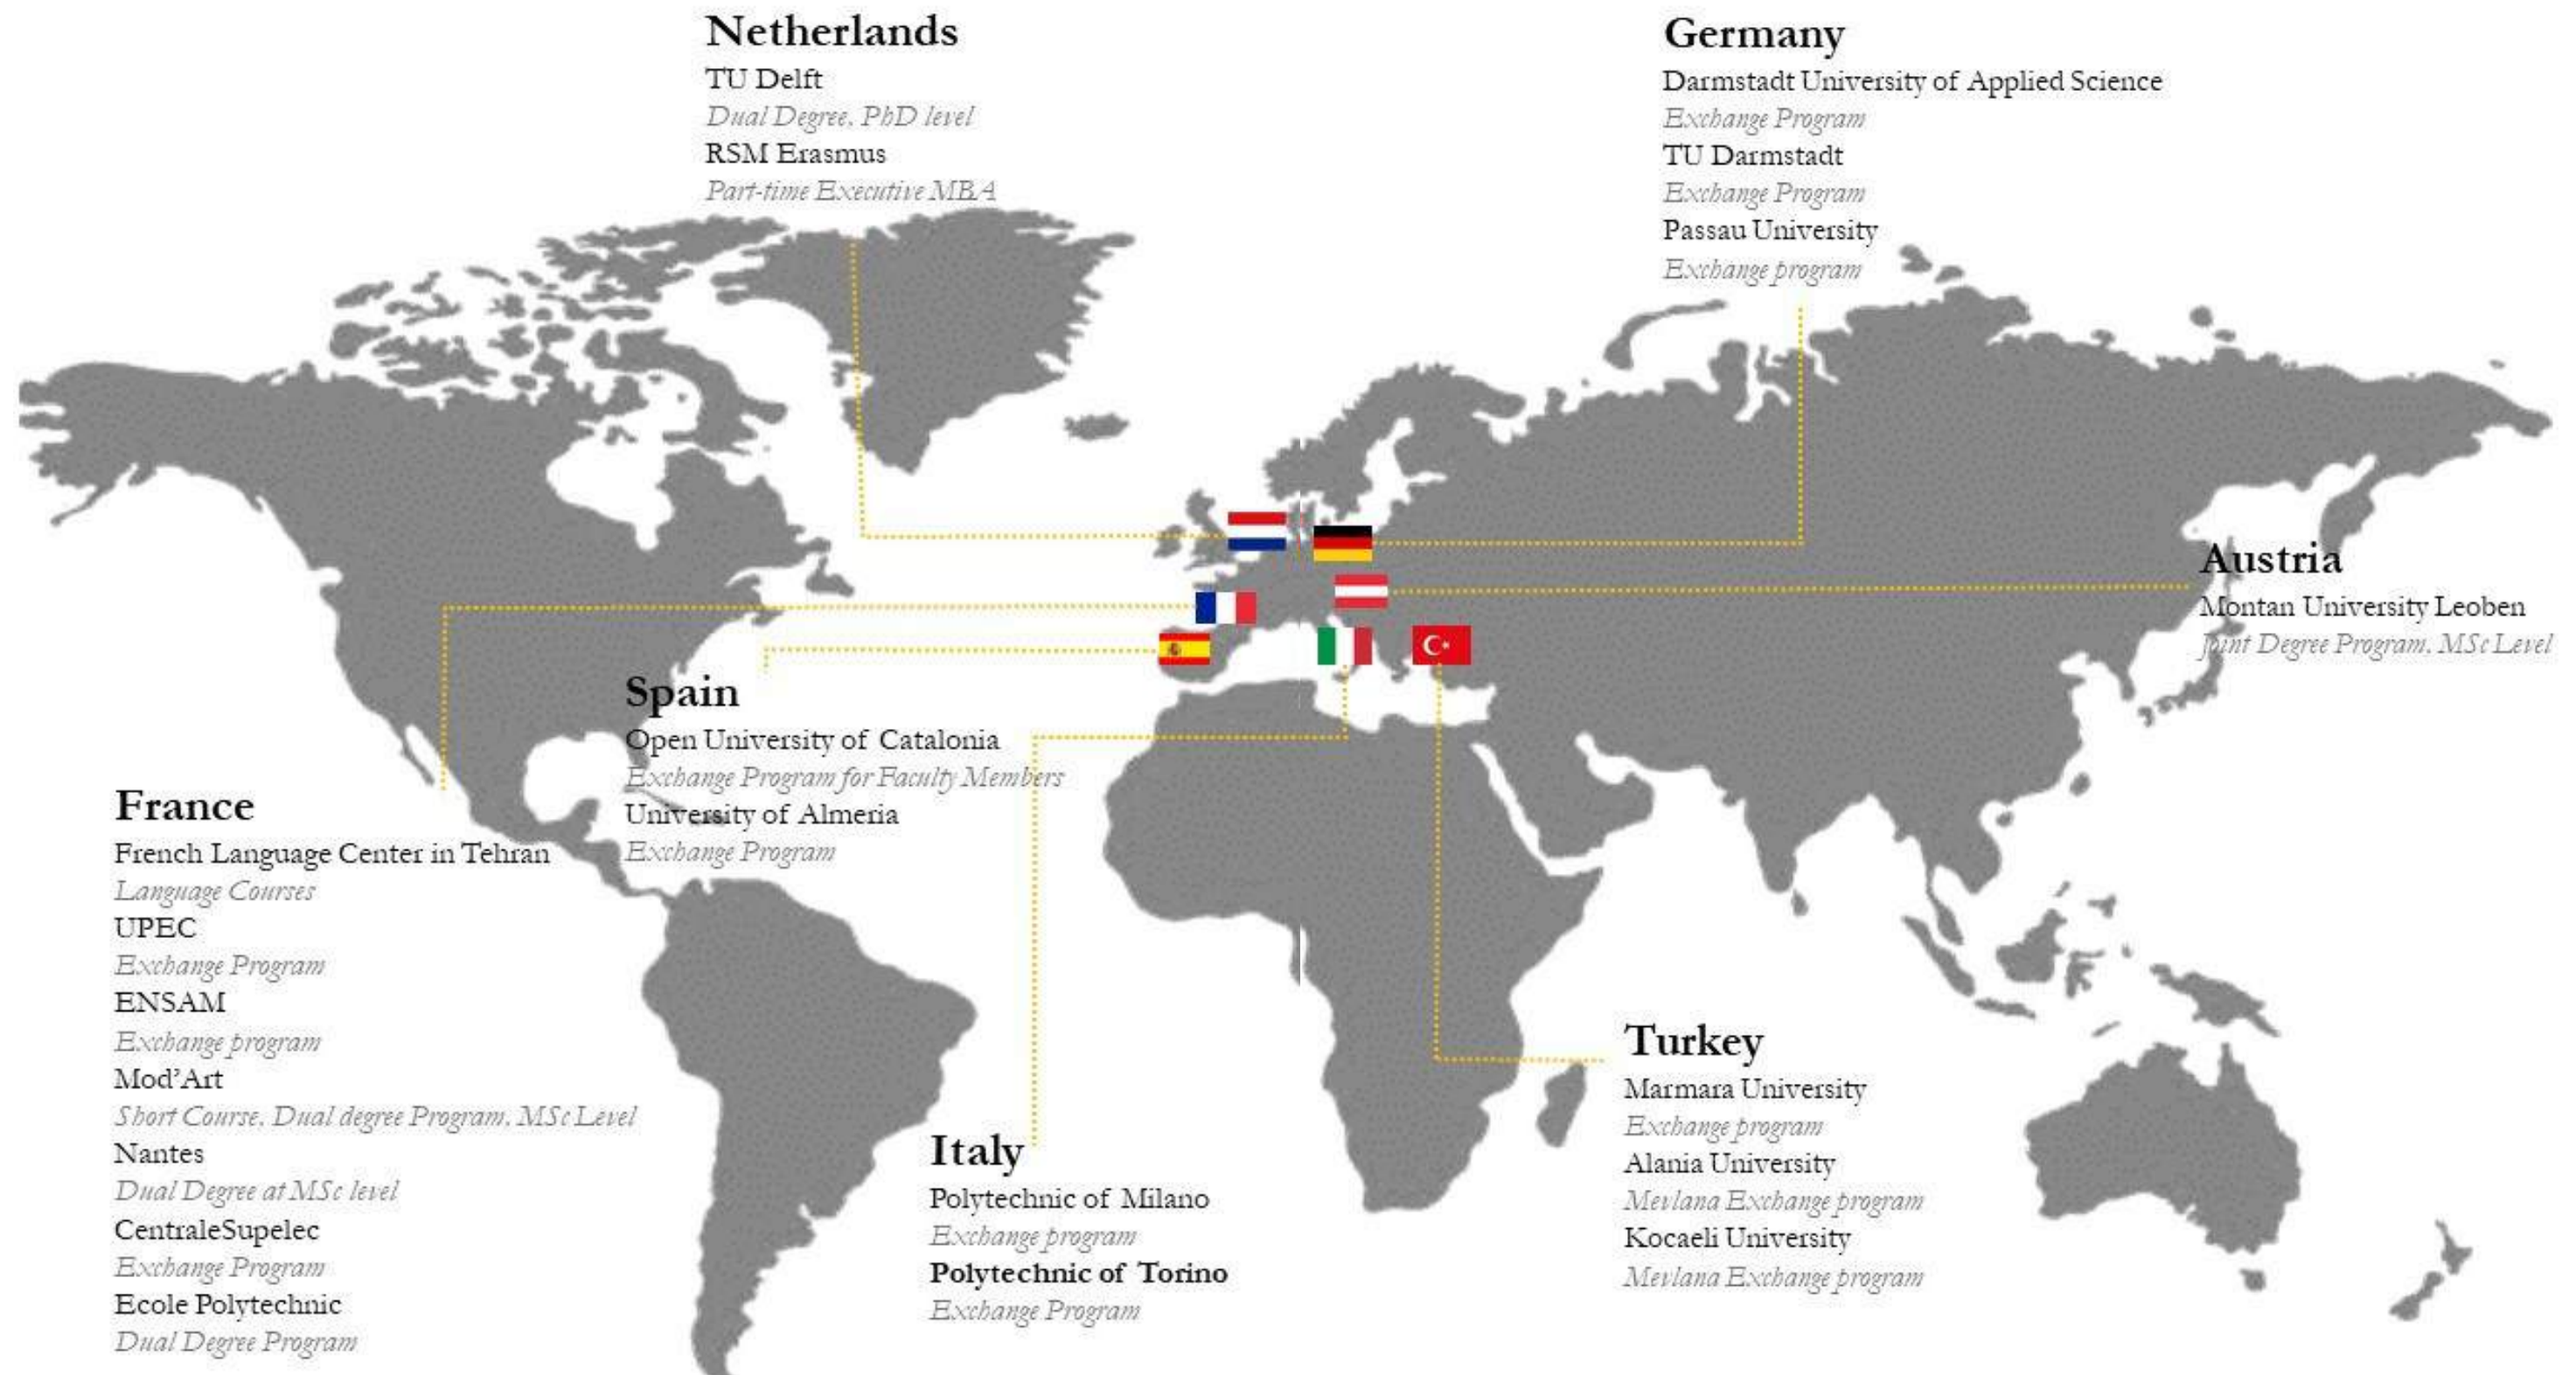 Netherlands
TU Delft
Dual Degree. PhD level
RSM Erasmus
Part-time Executive MBA
Germany
Darmstadt University of Applied Science
Exchange Program
TU Darmstadt
Exchange Program
Passau University
Exchange program
Austria
Montan University Leoben
Joint Degree Program. MSc Level
Spain
Open University of Catalonia
Exchange Program for Faculty Members
University of Almeria
Exchange Program
France
French Language Center in Tehran
Language Courses
UPEC
Exchange Program
ENSAM
Exchange program
Mod'Art
Short Course. Dual degree Program. MSc Level
Nantes
Dual Degree at MSc level
CentraleSupelec
Exchange Program
Ecole Polytechnic
Dual Degree Program
Italy
Polytechnic of Milano
Exchange program
Polytechnic of Torino
Exchange Program
Turkey
Marmara University
Exchange program
Alania University
Mevlana Exchange program
Kocaeli University
Mevlana Exchange program